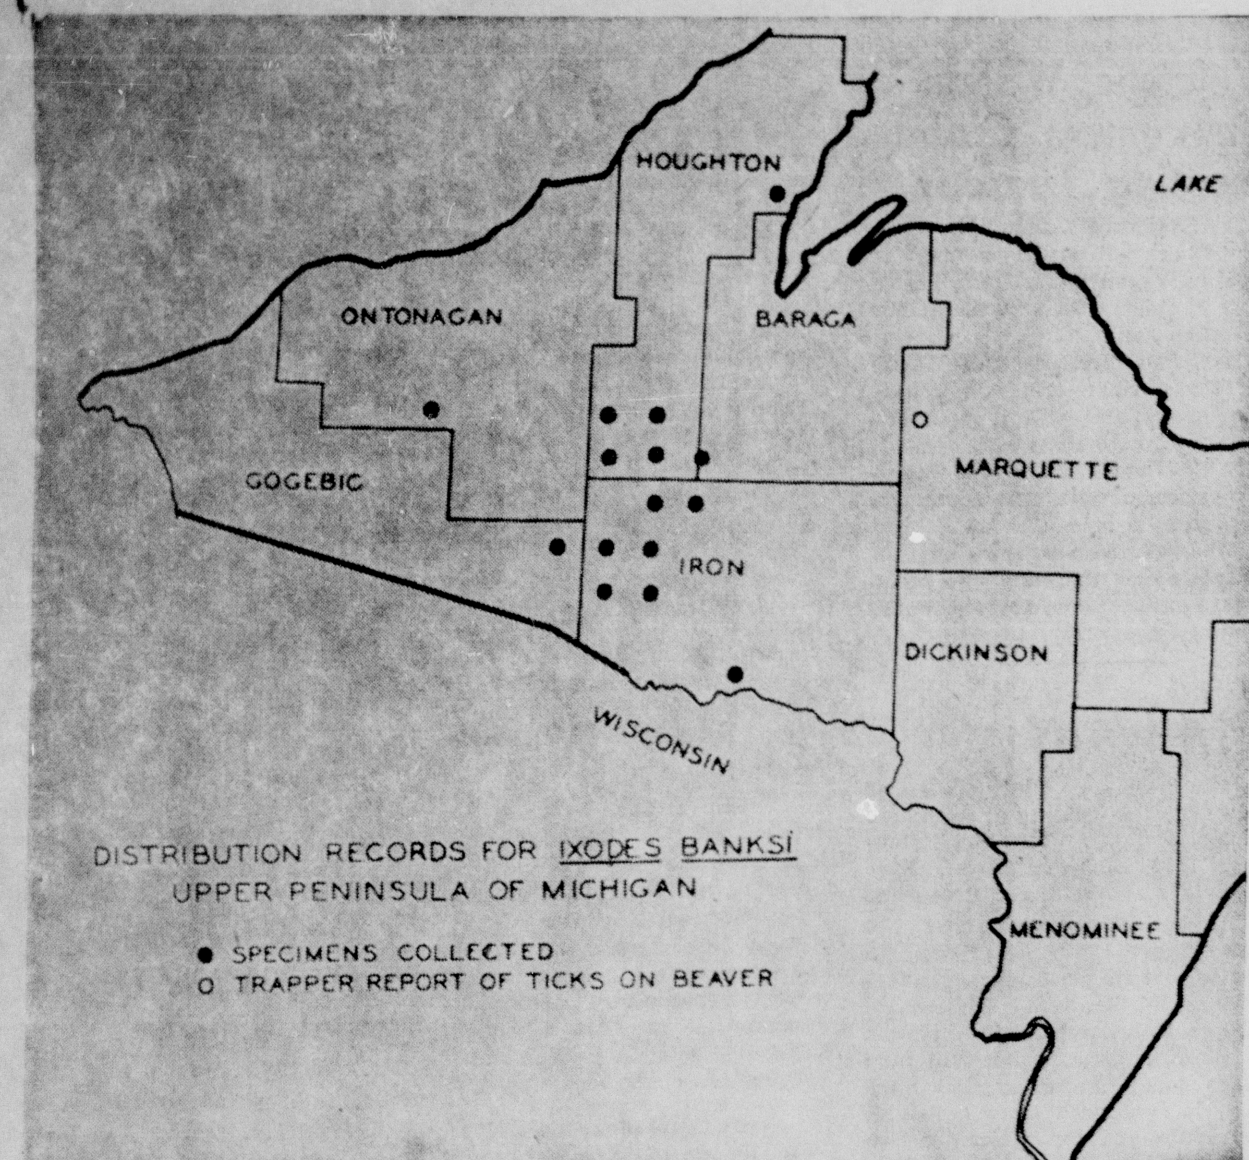 HOUGHTON
LAKE
ONTONAGAN
BARAGA
GOGEBIC
MARQUETTE
IRON
DICKINSON
WISCONSIN
DISTRIBUTION RECORDS FOR IXODES BANKSI
UPPER PENINSULA OF MICHIGAN
SPECIMENS COLLECTED
MENOMINEE
TRAPPER REPORT OF TICKS ON BEAVER